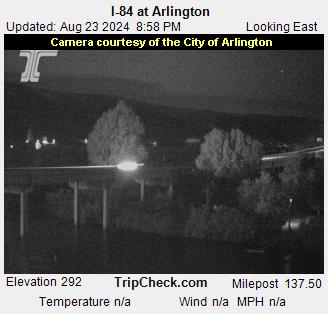 I-84 at Arlington
Updated: Aug 23 2024 8:58 PM Looking East
Camera courtesy of the City of Arlington
Elevation 292 TripCheck.com Milepost 137.50
Temperature n/a Wind n/a MPH n/a